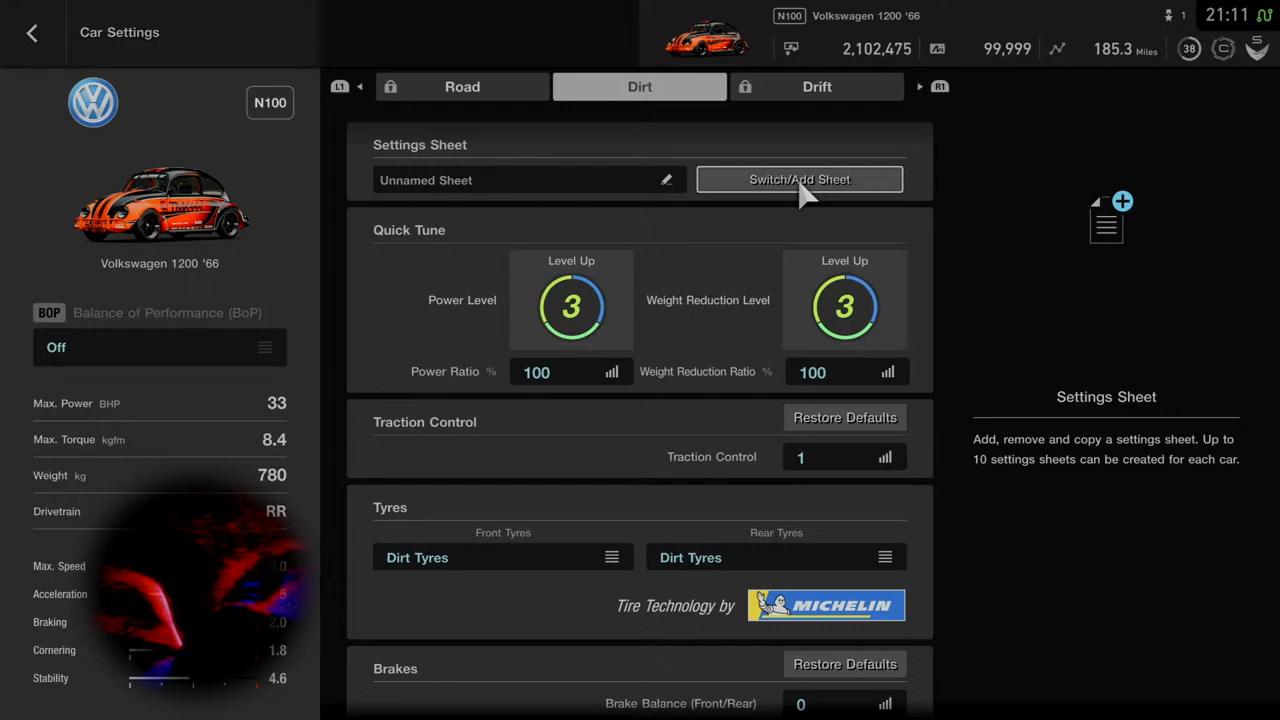 Car Settings
N100 Volkswagen 1200 '66
1 21:11
2,102,475 99,999 185.3 Miles 38 C S
N100
Volkswagen 1200 '66
BOP Balance of Performance (BoP)
Off
Max. Power BHP 33
Max. Torque kgfm 8.4
Weight kg 780
Drivetrain RR
Max. Speed
Acceleration
Braking 2.0
Cornering 1.8
Stability 4.6
L1 Road Dirt Drift R1
Settings Sheet
Unnamed Sheet Switch/Add Sheet
Quick Tune
Level Up Level Up
Power Level 3 Weight Reduction Level 3
Power Ratio % 100 Weight Reduction Ratio % 100
Traction Control Restore Defaults
Traction Control 1
Tyres
Front Tyres Rear Tyres
Dirt Tyres Dirt Tyres
Tire Technology by MICHELIN
Brakes Restore Defaults
Brake Balance (Front/Rear) 0
Settings Sheet
Add, remove and copy a settings sheet. Up to
10 settings sheets can be created for each car.